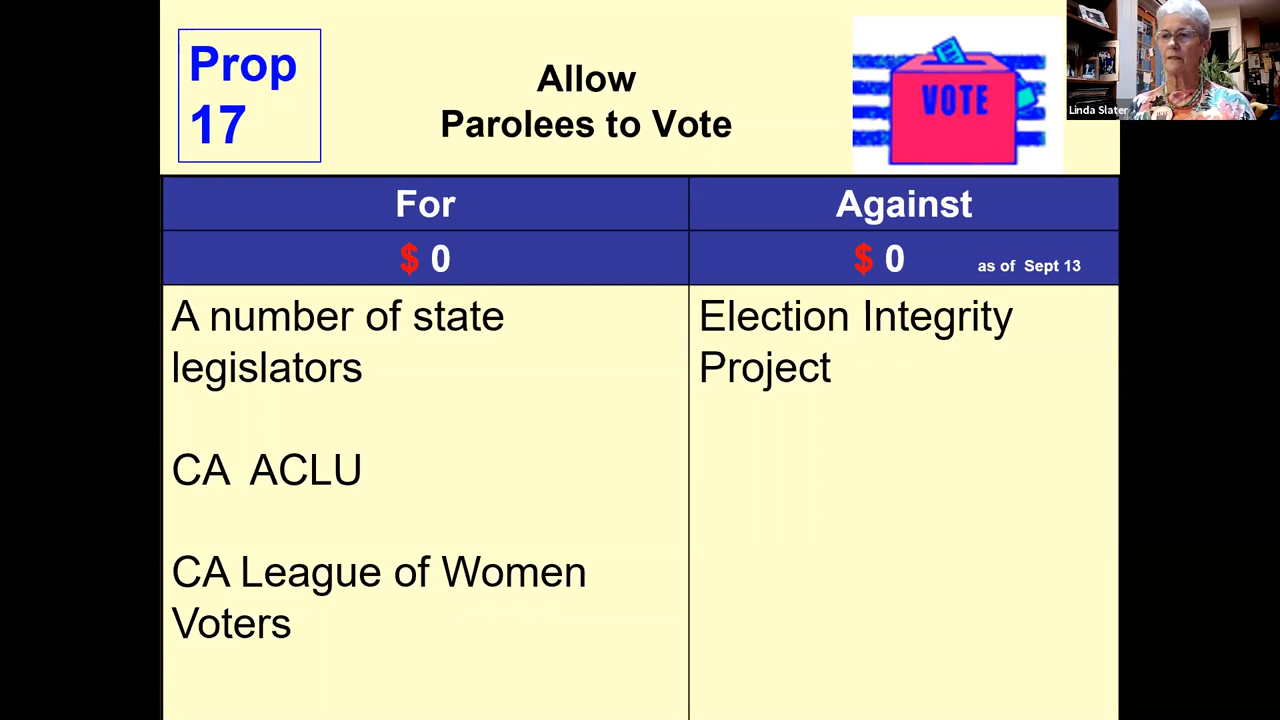 Prop
17
Allow
Parolees to Vote
VOTE
Linda Slater
For
Against
$ 0
$ 0 as of Sept 13
A number of state
legislators
CA ACLU
CA League of Women
Voters
Election Integrity
Project